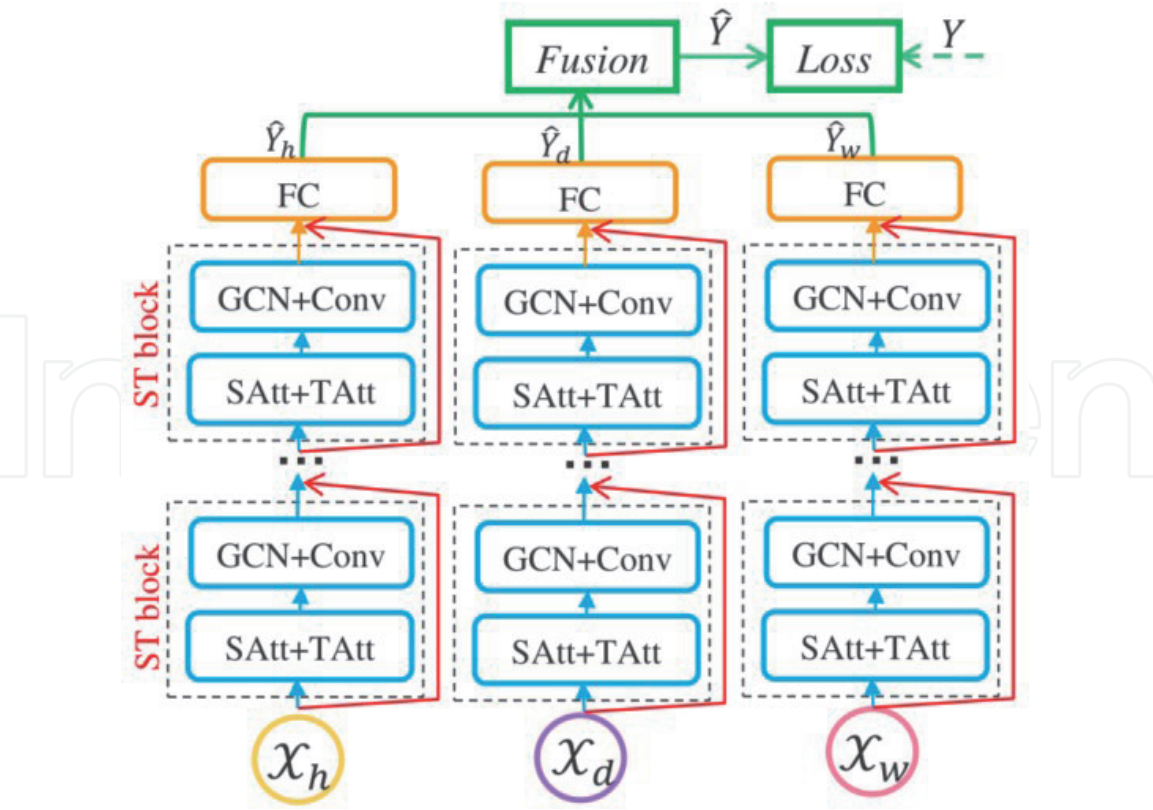 Fusion Ŷ Loss Y
Ŷh Ŷd Ŷw
FC FC FC
ST block
GCN+Conv GCN+Conv GCN+Conv
SAtt+TAtt SAtt+TAtt SAtt+TAtt
... ... ...
ST block
GCN+Conv GCN+Conv GCN+Conv
SAtt+TAtt SAtt+TAtt SAtt+TAtt
𝒳h 𝒳d 𝒳w